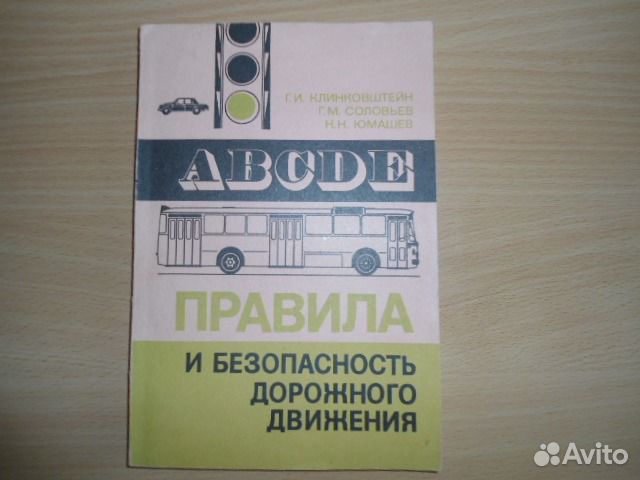 Г.И. КЛИНКОВШТЕЙН
Г.М. СОЛОВЬЕВ
Н.Н. ЮМАШЕВ
ABCDE
ПРАВИЛА
И БЕЗОПАСНОСТЬ
ДОРОЖНОГО
ДВИЖЕНИЯ
Avito